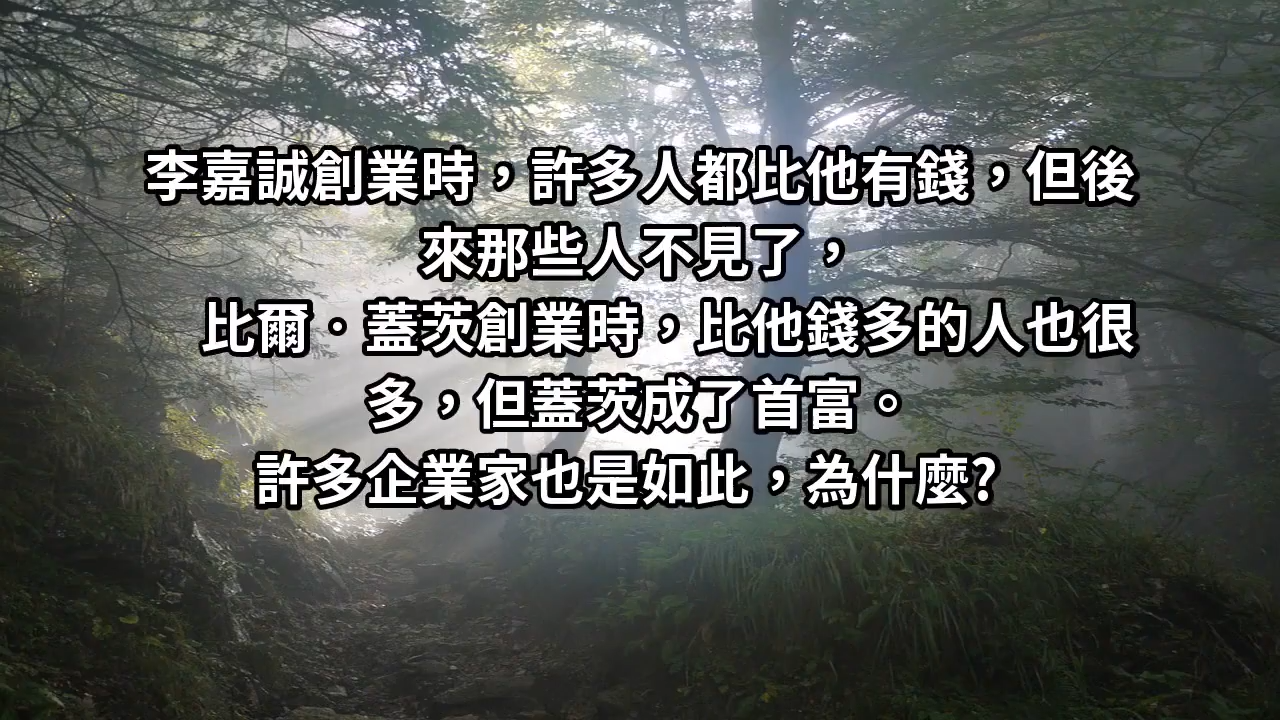 李嘉誠創業時，許多人都比他有錢，但後
來那些人不見了，
比爾·蓋茨創業時，比他錢多的人也很
多，但蓋茨成了首富。
許多企業家也是如此，為什麼?